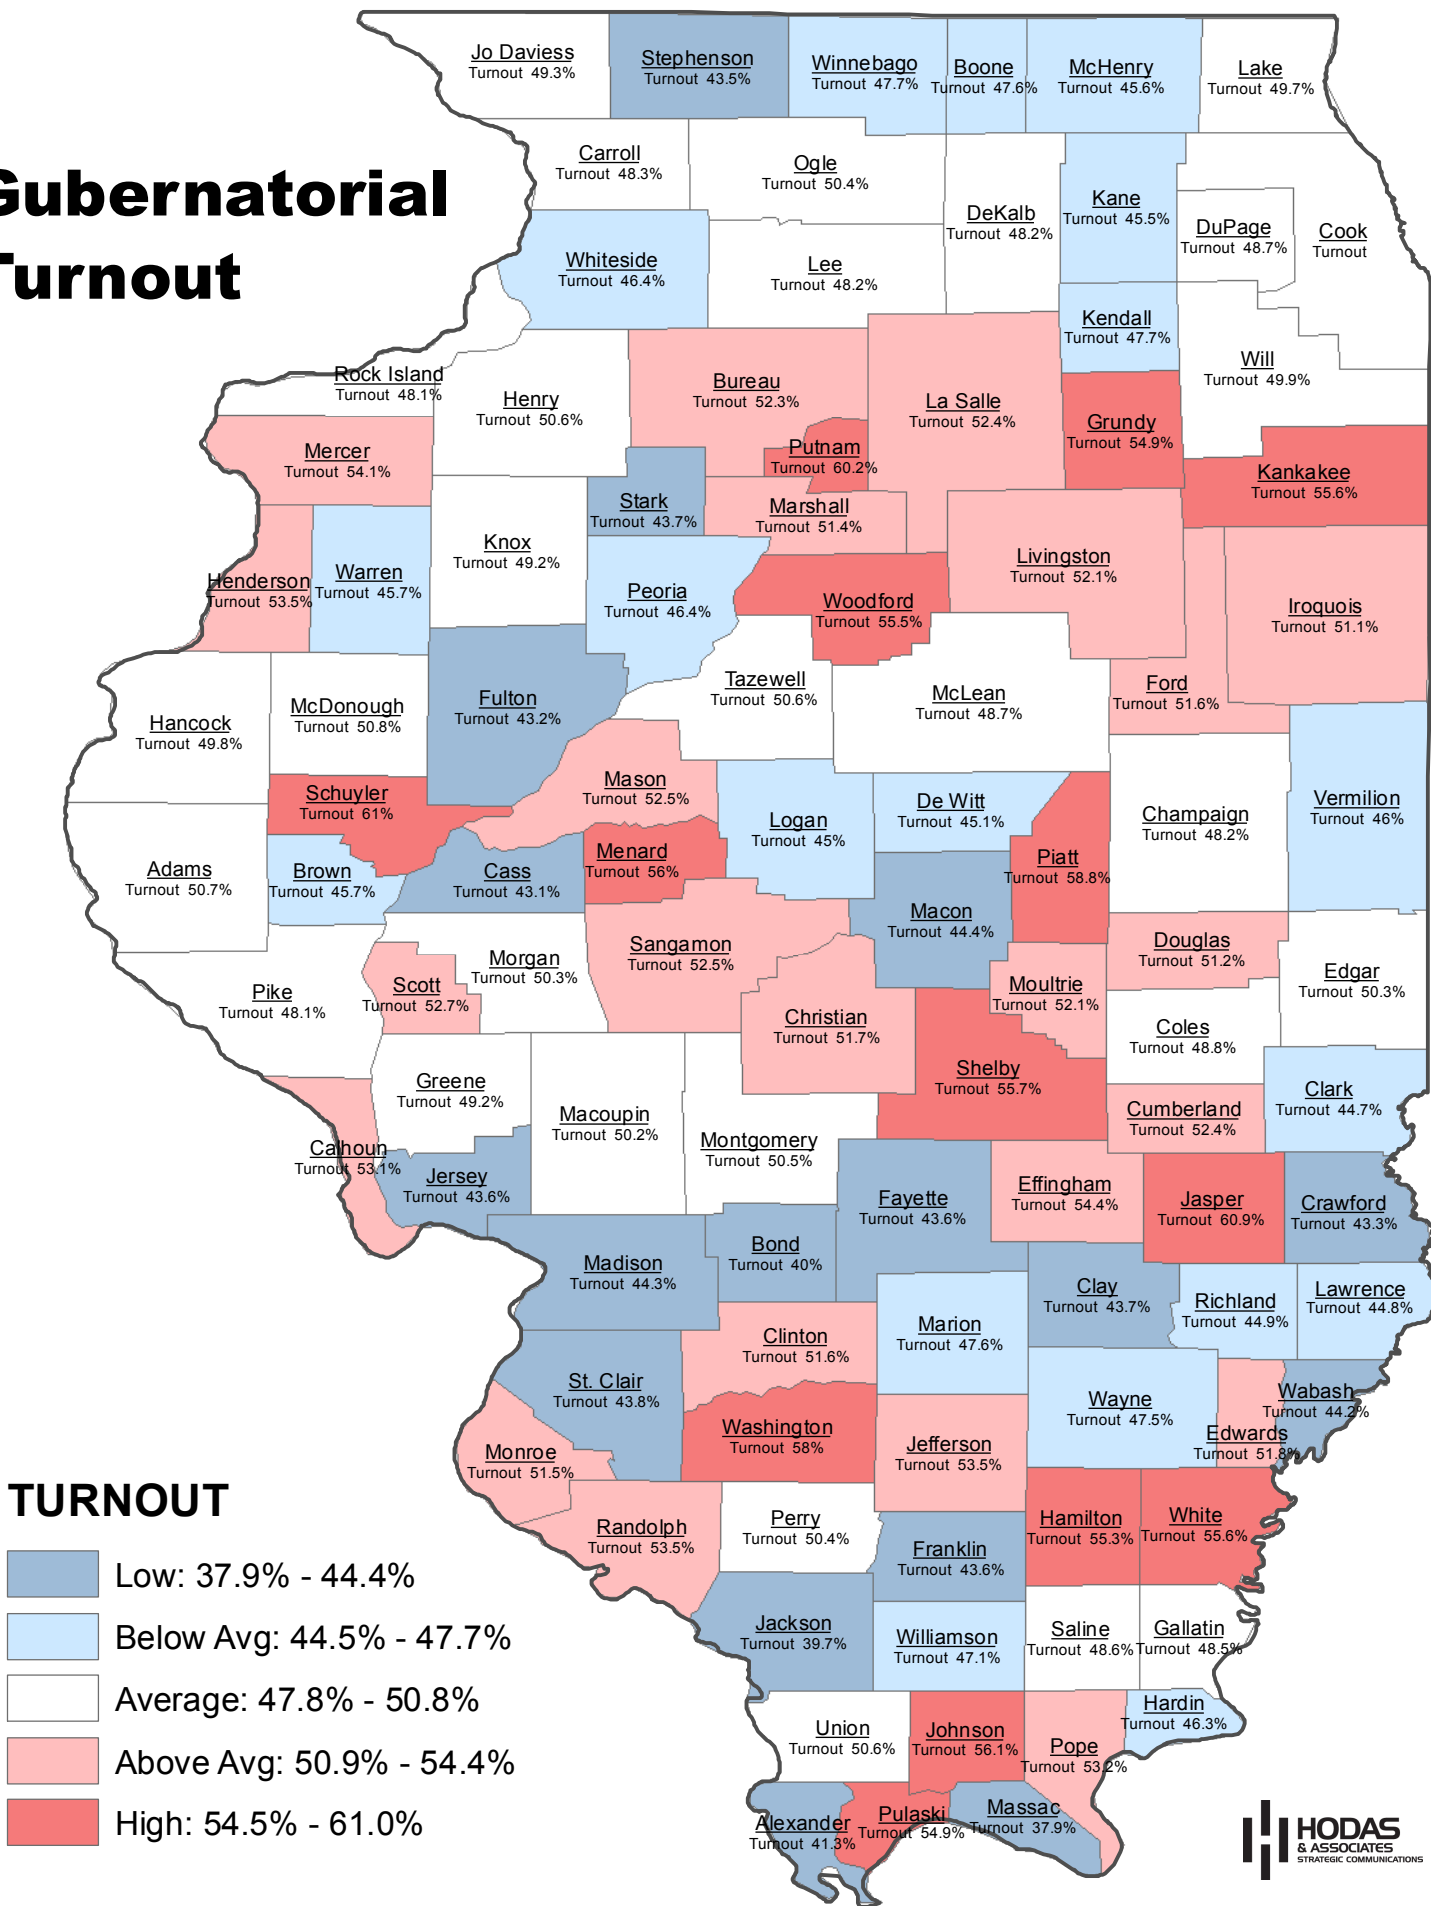 Gubernatorial
Turnout
Jo Daviess
Turnout 49.3%
Stephenson
Turnout 43.5%
Winnebago
Turnout 47.7%
Boone
Turnout 47.6%
McHenry
Turnout 45.6%
Lake
Turnout 49.7%
Carroll
Turnout 48.3%
Ogle
Turnout 50.4%
DeKalb
Turnout 48.2%
Kane
Turnout 45.5%
DuPage
Turnout 48.7%
Cook
Turnout
Whiteside
Turnout 46.4%
Lee
Turnout 48.2%
Kendall
Turnout 47.7%
Will
Turnout 49.9%
Rock Island
Turnout 48.1%
Henry
Turnout 50.6%
Bureau
Turnout 52.3%
La Salle
Turnout 52.4%
Grundy
Turnout 54.9%
Mercer
Turnout 54.1%
Putnam
Turnout 60.2%
Kankakee
Turnout 55.6%
Stark
Turnout 43.7%
Marshall
Turnout 51.4%
Knox
Turnout 49.2%
Livingston
Turnout 52.1%
Henderson
Turnout 53.5%
Warren
Turnout 45.7%
Peoria
Turnout 46.4%
Woodford
Turnout 55.5%
Iroquois
Turnout 51.1%
Hancock
Turnout 49.8%
McDonough
Turnout 50.8%
Fulton
Turnout 43.2%
Tazewell
Turnout 50.6%
McLean
Turnout 48.7%
Ford
Turnout 51.6%
Schuyler
Turnout 61%
Mason
Turnout 52.5%
Logan
Turnout 45%
De Witt
Turnout 45.1%
Champaign
Turnout 48.2%
Vermilion
Turnout 46%
Adams
Turnout 50.7%
Brown
Turnout 45.7%
Cass
Turnout 43.1%
Menard
Turnout 56%
Piatt
Turnout 58.8%
Macon
Turnout 44.4%
Sangamon
Turnout 52.5%
Douglas
Turnout 51.2%
Morgan
Turnout 50.3%
Edgar
Turnout 50.3%
Pike
Turnout 48.1%
Scott
Turnout 52.7%
Christian
Turnout 51.7%
Moultrie
Turnout 52.1%
Coles
Turnout 48.8%
Shelby
Turnout 55.7%
Greene
Turnout 49.2%
Macoupin
Turnout 50.2%
Montgomery
Turnout 50.5%
Cumberland
Turnout 52.4%
Clark
Turnout 44.7%
Calhoun
Turnout 53.1%
Jersey
Turnout 43.6%
Fayette
Turnout 43.6%
Effingham
Turnout 54.4%
Jasper
Turnout 60.9%
Crawford
Turnout 43.3%
Madison
Turnout 44.3%
Bond
Turnout 40%
Clay
Turnout 43.7%
Richland
Turnout 44.9%
Lawrence
Turnout 44.8%
Clinton
Turnout 51.6%
Marion
Turnout 47.6%
St. Clair
Turnout 43.8%
Wayne
Turnout 47.5%
Wabash
Turnout 44.2%
Edwards
Turnout 51.8%
Washington
Turnout 58%
Jefferson
Turnout 53.5%
Monroe
Turnout 51.5%
Randolph
Turnout 53.5%
Perry
Turnout 50.4%
Hamilton
Turnout 55.3%
White
Turnout 55.6%
Franklin
Turnout 43.6%
Jackson
Turnout 39.7%
Williamson
Turnout 47.1%
Saline
Turnout 48.6%
Gallatin
Turnout 48.5%
Union
Turnout 50.6%
Johnson
Turnout 56.1%
Pope
Turnout 53.2%
Hardin
Turnout 46.3%
Alexander
Turnout 41.3%
Pulaski
Turnout 54.9%
Massac
Turnout 37.9%
TURNOUT
Low: 37.9% - 44.4%
Below Avg: 44.5% - 47.7%
Average: 47.8% - 50.8%
Above Avg: 50.9% - 54.4%
High: 54.5% - 61.0%
HODAS
& ASSOCIATES
STRATEGIC COMMUNICATIONS